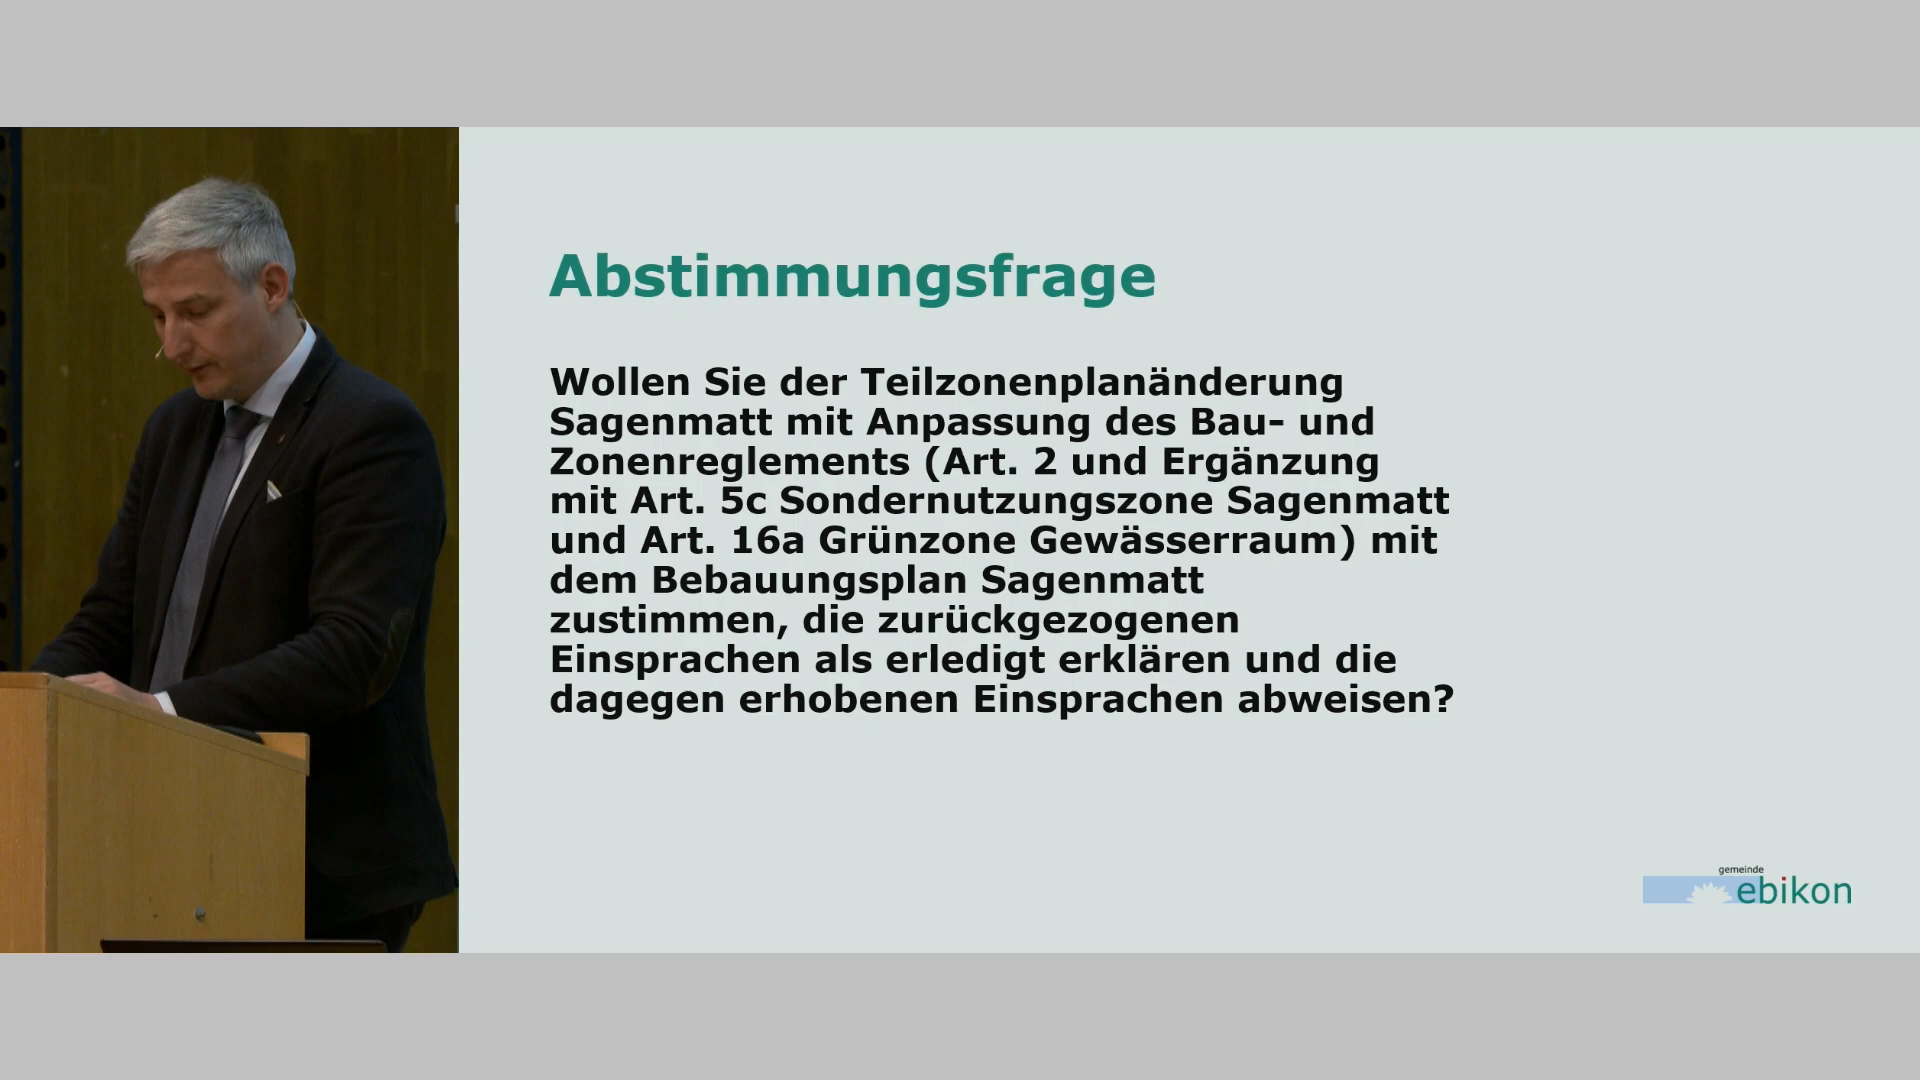 Abstimmungsfrage
Wollen Sie der Teilzonenplanänderung
Sagenmatt mit Anpassung des Bau- und
Zonenreglements (Art. 2 und Ergänzung
mit Art. 5c Sondernutzungszone Sagenmatt
und Art. 16a Grünzone Gewässerraum) mit
dem Bebauungsplan Sagenmatt
zustimmen, die zurückgezogenen
Einsprachen als erledigt erklären und die
dagegen erhobenen Einsprachen abweisen?
gemeinde
ebikon